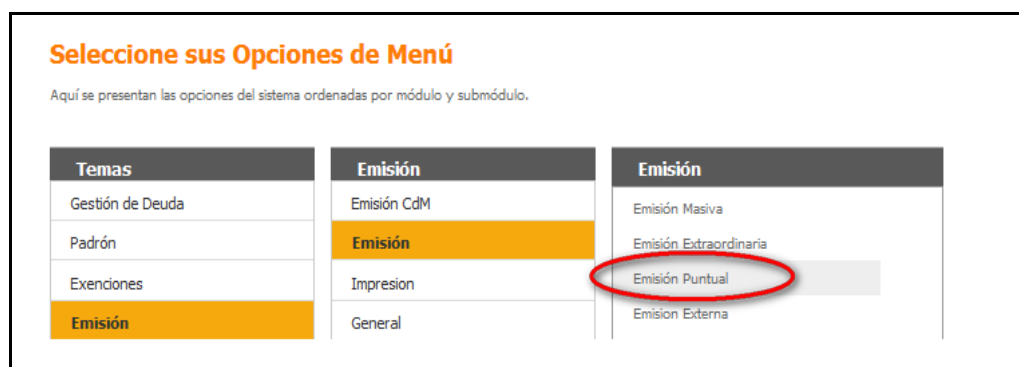 Seleccione sus Opciones de Menú
Aquí se presentan las opciones del sistema ordenadas por módulo y submódulo.
Temas
Gestión de Deuda
Padrón
Exenciones
Emisión
Emisión
Emisión CdM
Emisión
Impresion
General
Emisión
Emisión Masiva
Emisión Extraordinaria
Emisión Puntual
Emision Externa